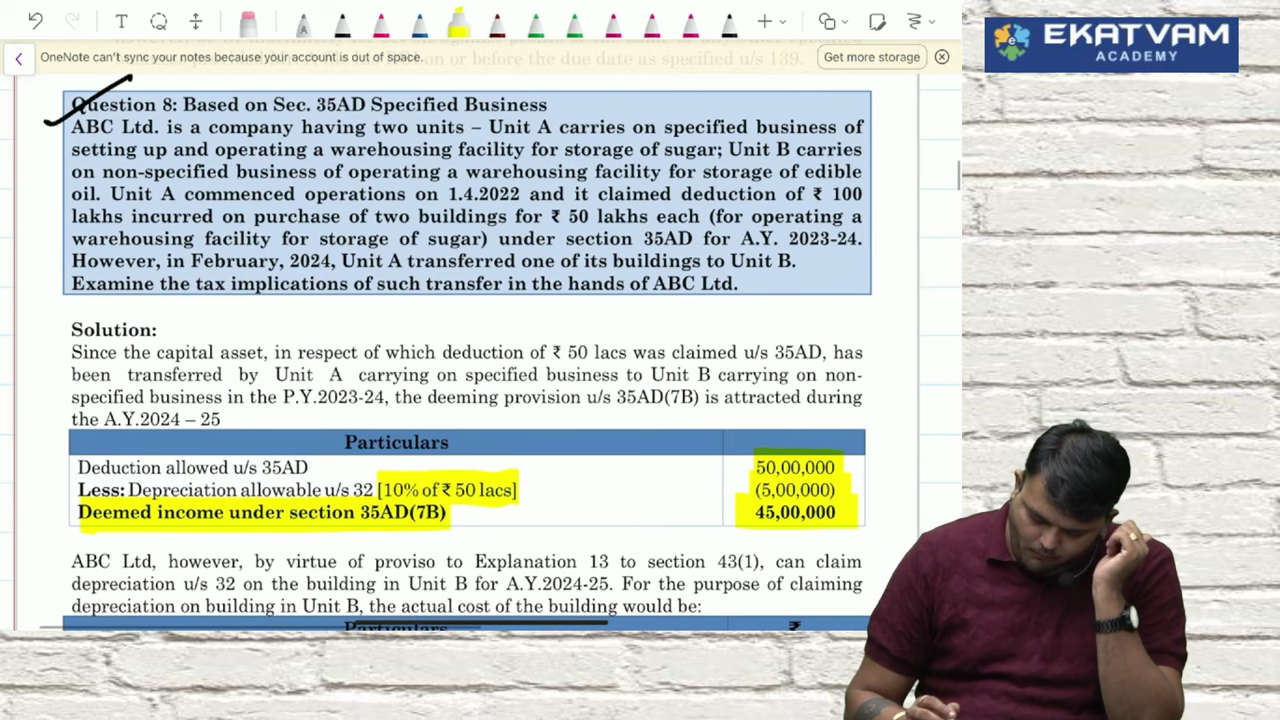 EKATVAM
ACADEMY
OneNote can't sync your notes because your account is out of space.
on or before the due date as specified u/s 139.
Get more storage
Question 8: Based on Sec. 35AD Specified Business
ABC Ltd. is a company having two units – Unit A carries on specified business of
setting up and operating a warehousing facility for storage of sugar; Unit B carries
on non-specified business of operating a warehousing facility for storage of edible
oil. Unit A commenced operations on 1.4.2022 and it claimed deduction of ₹ 100
lakhs incurred on purchase of two buildings for ₹ 50 lakhs each (for operating a
warehousing facility for storage of sugar) under section 35AD for A.Y. 2023-24.
However, in February, 2024, Unit A transferred one of its buildings to Unit B.
Examine the tax implications of such transfer in the hands of ABC Ltd.
Solution:
Since the capital asset, in respect of which deduction of ₹ 50 lacs was claimed u/s 35AD, has
been transferred by Unit A carrying on specified business to Unit B carrying on non-
specified business in the P.Y.2023-24, the deeming provision u/s 35AD(7B) is attracted during
the A.Y.2024 – 25
Particulars
Deduction allowed u/s 35AD 50,00,000
Less: Depreciation allowable u/s 32 [10% of ₹ 50 lacs] (5,00,000)
Deemed income under section 35AD(7B) 45,00,000
ABC Ltd, however, by virtue of proviso to Explanation 13 to section 43(1), can claim
depreciation u/s 32 on the building in Unit B for A.Y.2024-25. For the purpose of claiming
depreciation on building in Unit B, the actual cost of the building would be:
Particulars ₹